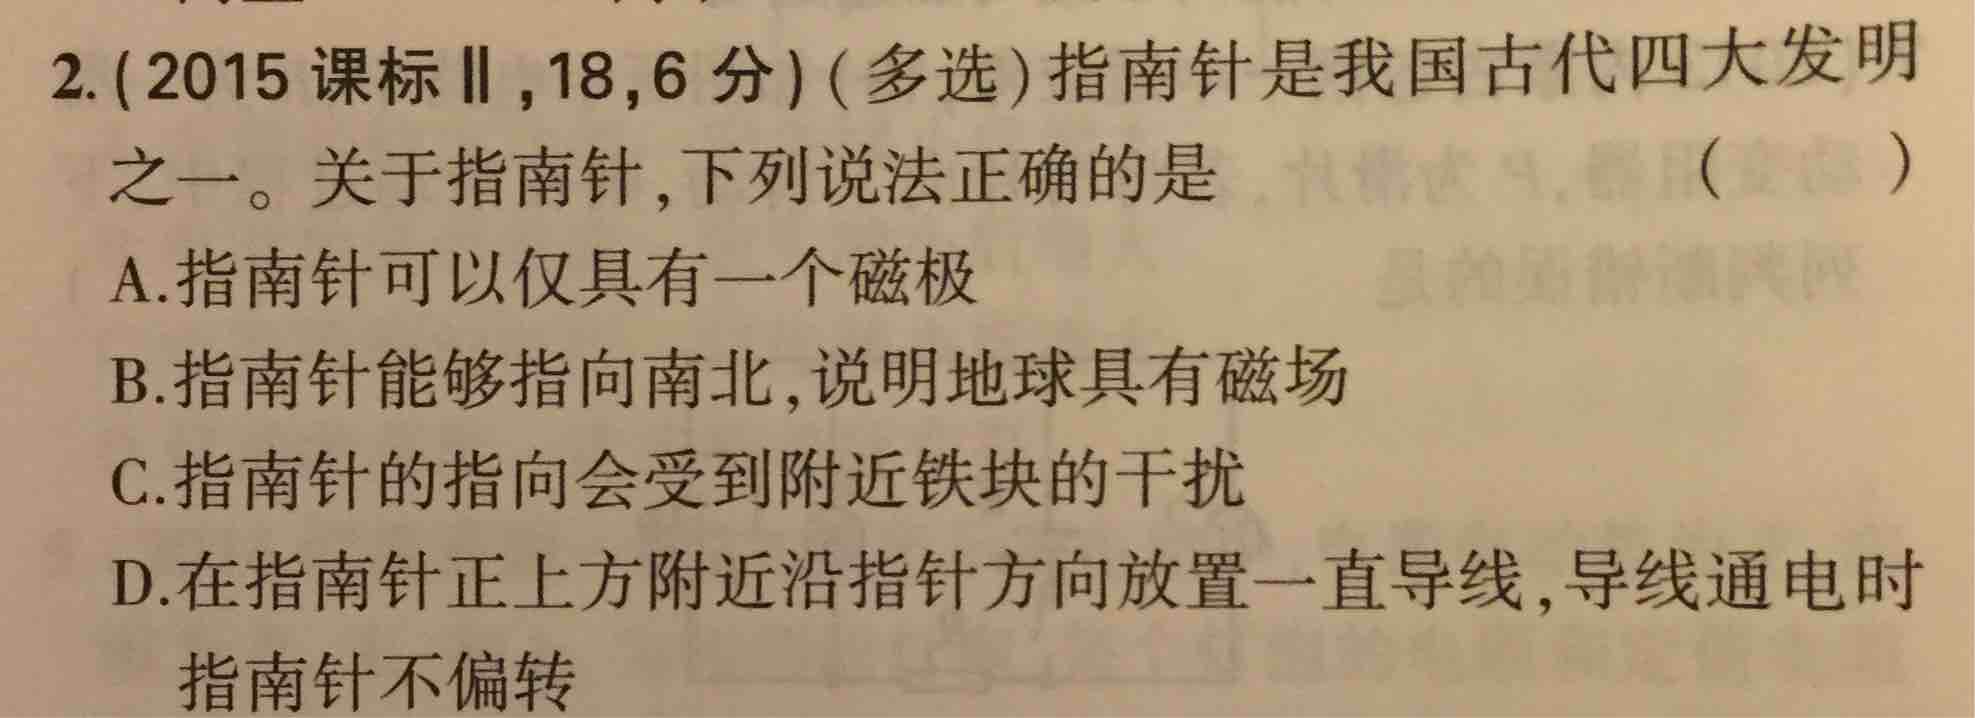 2.(2015课标Ⅱ,18,6分)(多选)指南针是我国古代四大发明
之一。关于指南针,下列说法正确的是 ( )
A.指南针可以仅具有一个磁极
B.指南针能够指向南北,说明地球具有磁场
C.指南针的指向会受到附近铁块的干扰
D.在指南针正上方附近沿指针方向放置一直导线,导线通电时
指南针不偏转